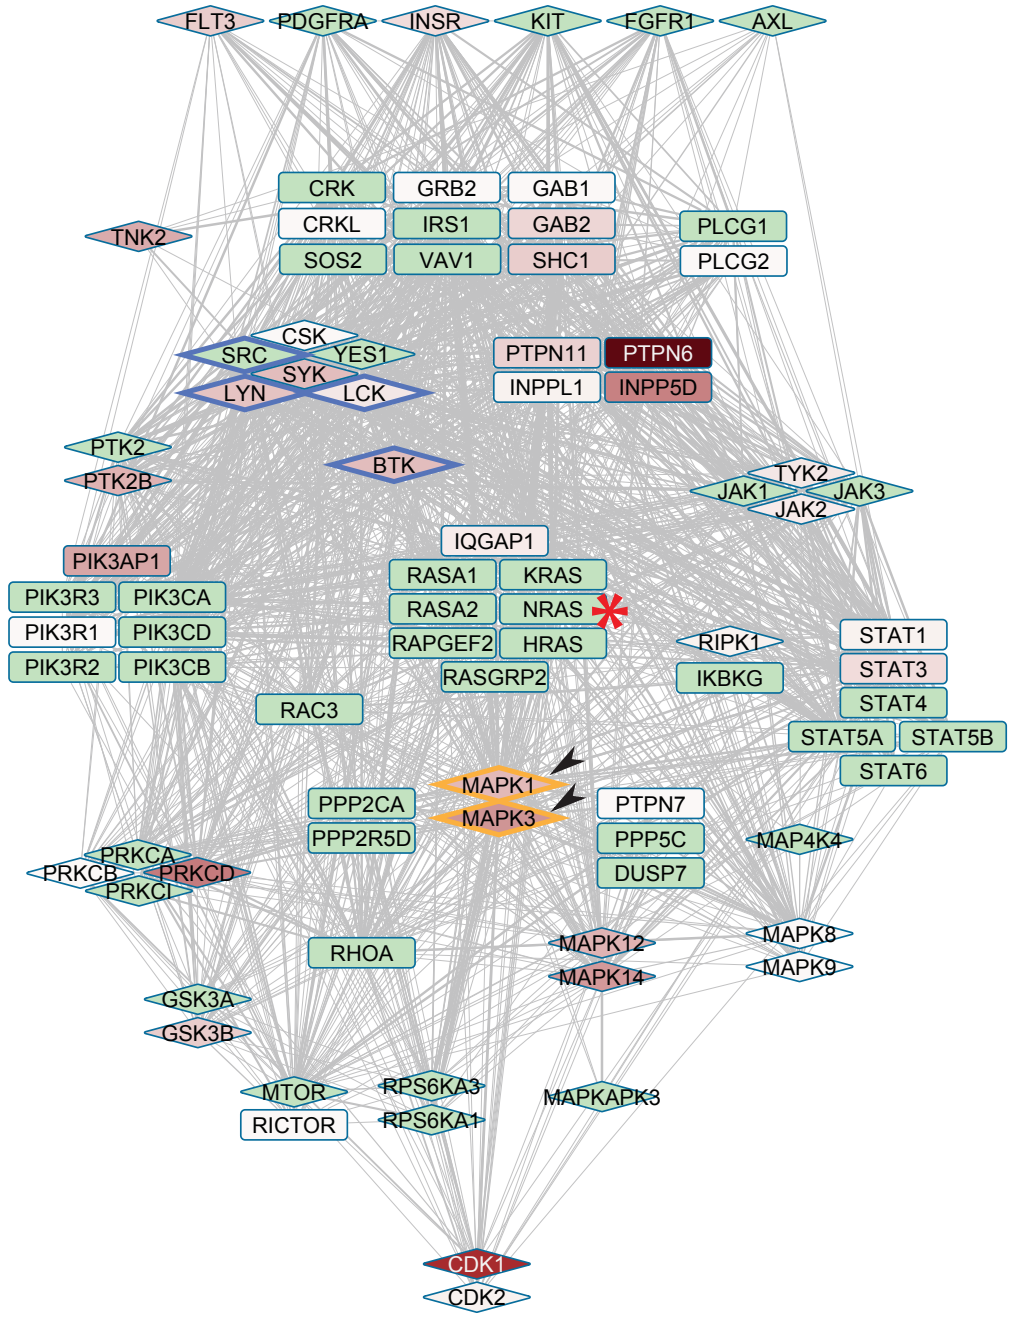 FLT3 PDGFRA INSR KIT FGFR1 AXL
CRK GRB2 GAB1
CRKL IRS1 GAB2
SOS2 VAV1 SHC1
TNK2
PLCG1
PLCG2
CSK
SRC YES1
SYK
LYN LCK
PTPN11 PTPN6
INPPL1 INPP5D
PTK2
PTK2B
BTK
TYK2
JAK1 JAK3
JAK2
PIK3AP1
PIK3R3 PIK3CA
PIK3R1 PIK3CD
PIK3R2 PIK3CB
IQGAP1
RASA1 KRAS
RASA2 NRAS *
RAPGEF2 HRAS
RASGRP2
RIPK1
IKBKG
STAT1
STAT3
STAT4
STAT5A STAT5B
STAT6
RAC3
MAPK1
MAPK3
PPP2CA
PPP2R5D
PTPN7
PPP5C
DUSP7
MAP4K4
PRKCA
PRKCB PRKCD
PRKCI
RHOA
MAPK12
MAPK14
MAPK8
MAPK9
GSK3A
GSK3B
MTOR
RICTOR
RPS6KA3
RPS6KA1
MAPKAPK3
CDK1
CDK2